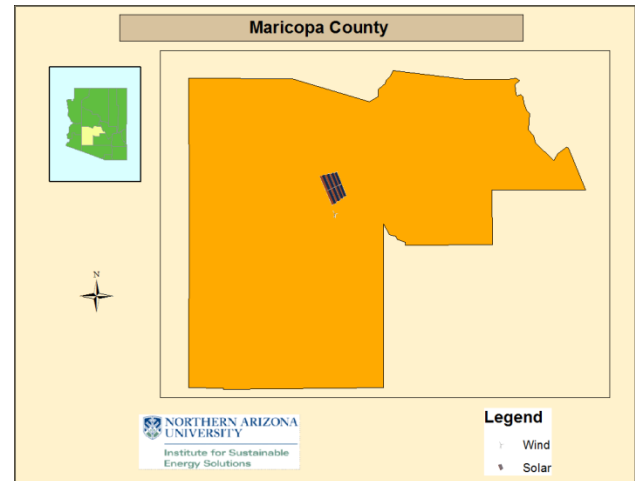 Maricopa County
N
NORTHERN ARIZONA
UNIVERSITY
Institute for Sustainable
Energy Solutions
Legend
Wind
Solar